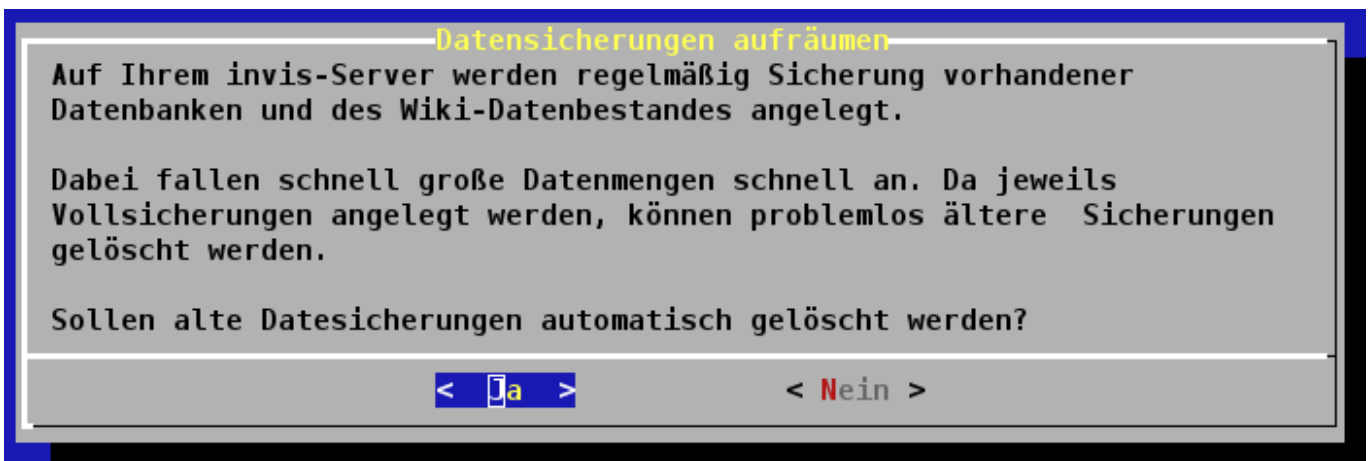 Datensicherungen aufräumen
Auf Ihrem invis-Server werden regelmäßig Sicherung vorhandener
Datenbanken und des Wiki-Datenbestandes angelegt.
Dabei fallen schnell große Datenmengen schnell an. Da jeweils
Vollsicherungen angelegt werden, können problemlos ältere  Sicherungen
gelöscht werden.
Sollen alte Datesicherungen automatisch gelöscht werden?
<  Ja  > < Nein >